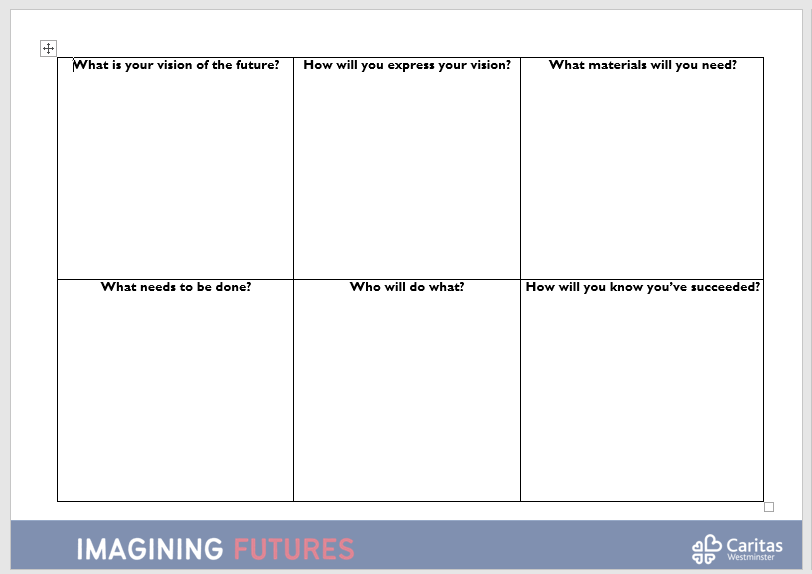 What is your vision of the future?
How will you express your vision?
What materials will you need?
What needs to be done?
Who will do what?
How will you know you've succeeded?
IMAGINING FUTURES
Caritas
Westminster